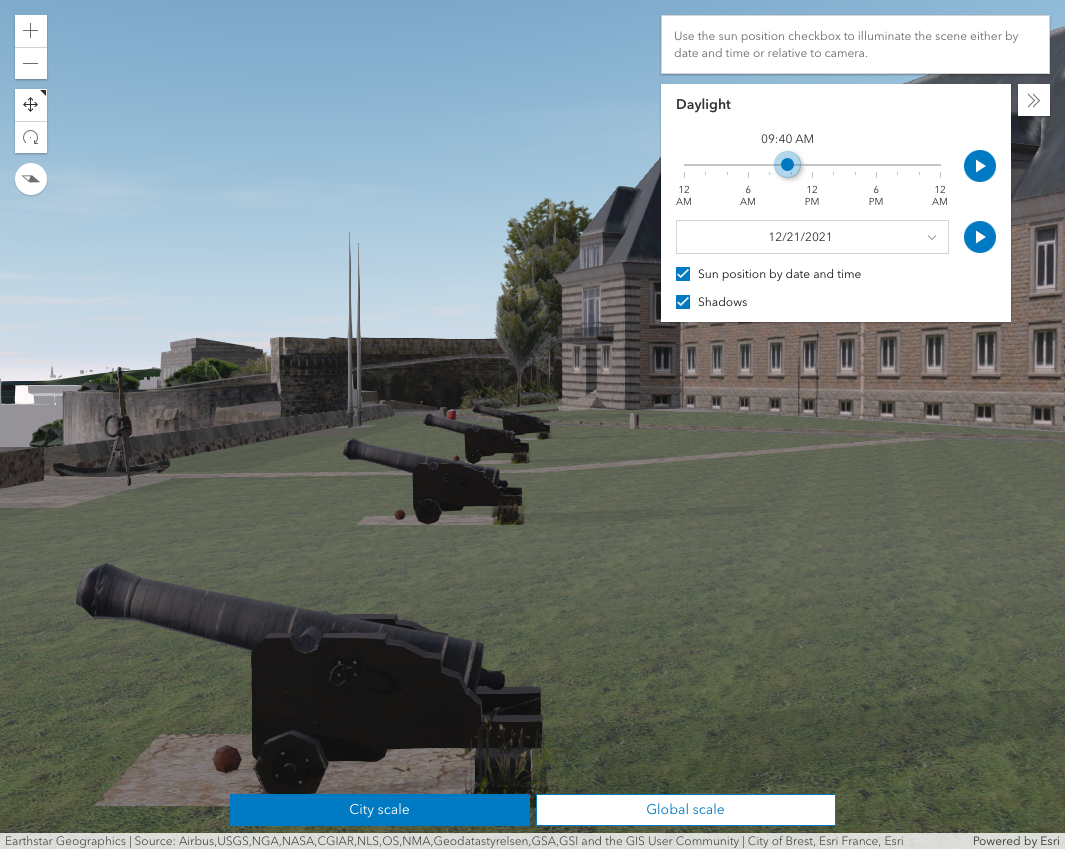 Use the sun position checkbox to illuminate the scene either by
date and time or relative to camera.
Daylight
09:40 AM
12 AM
6 AM
12 PM
6 PM
12 AM
12/21/2021
Sun position by date and time
Shadows
City scale
Global scale
Earthstar Geographics | Source: Airbus,USGS,NGA,NASA,CGIAR,NLS,OS,NMA,Geodatastyrelsen,GSA,GSI and the GIS User Community | City of Brest, Esri France, Esri
Powered by Esri